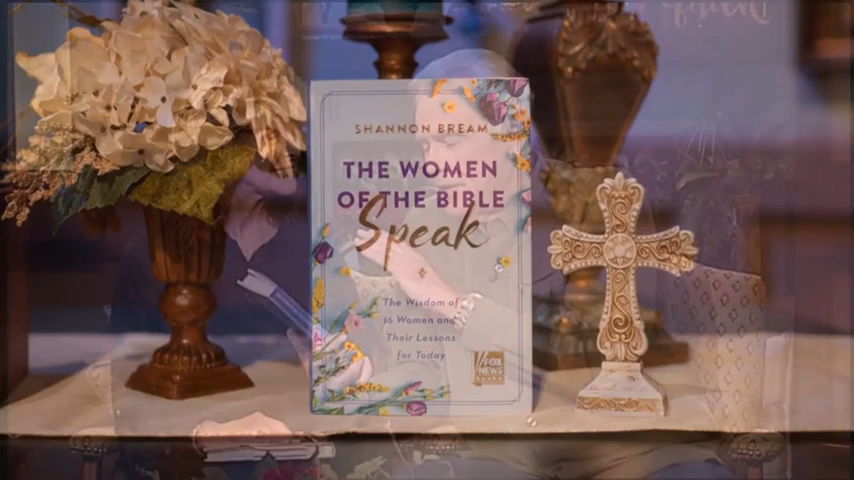 SHANNON BREAM
THE WOMEN
OF THE BIBLE
Speak
The Wisdom of
16 Women and
Their Lessons
for Today
FOX
NEWS
books